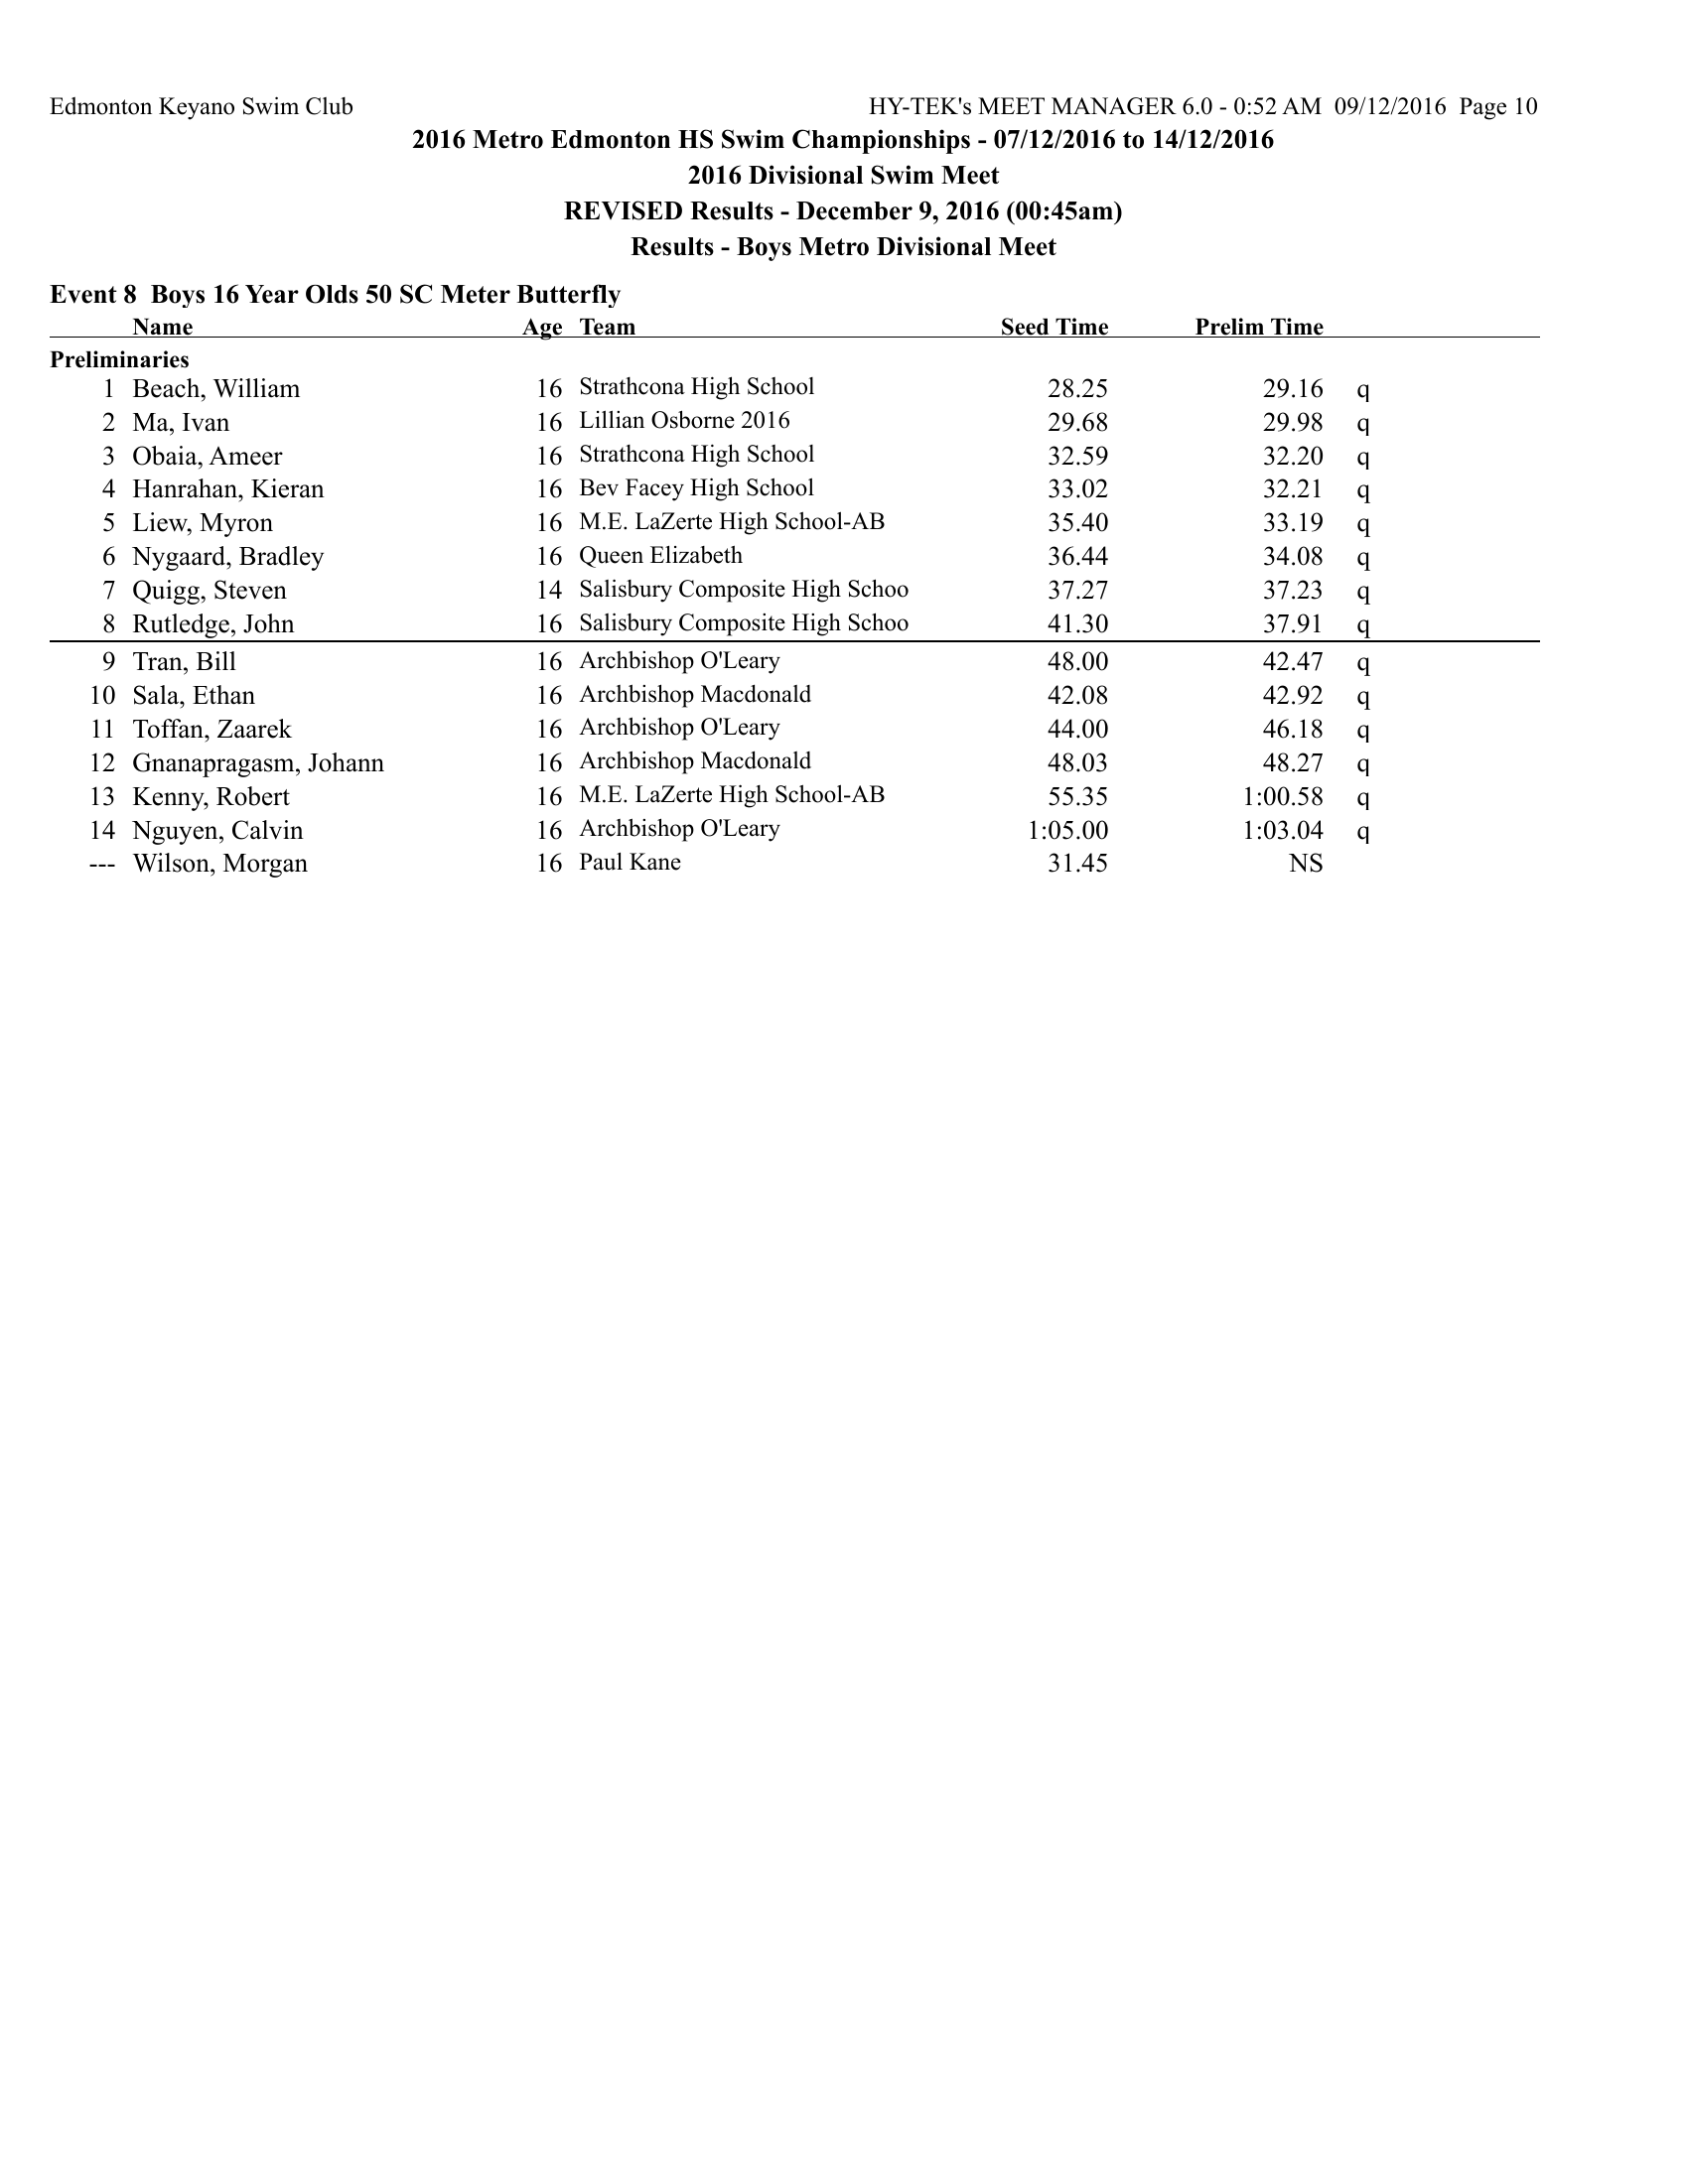 Edmonton Keyano Swim Club HY-TEK's MEET MANAGER 6.0 - 0:52 AM 09/12/2016 Page 10
2016 Metro Edmonton HS Swim Championships - 07/12/2016 to 14/12/2016
2016 Divisional Swim Meet
REVISED Results - December 9, 2016 (00:45am)
Results - Boys Metro Divisional Meet
Event 8 Boys 16 Year Olds 50 SC Meter Butterfly
Name Age Team Seed Time Prelim Time
Preliminaries
1 Beach, William 16 Strathcona High School 28.25 29.16 q
2 Ma, Ivan 16 Lillian Osborne 2016 29.68 29.98 q
3 Obaia, Ameer 16 Strathcona High School 32.59 32.20 q
4 Hanrahan, Kieran 16 Bev Facey High School 33.02 32.21 q
5 Liew, Myron 16 M.E. LaZerte High School-AB 35.40 33.19 q
6 Nygaard, Bradley 16 Queen Elizabeth 36.44 34.08 q
7 Quigg, Steven 14 Salisbury Composite High Schoo 37.27 37.23 q
8 Rutledge, John 16 Salisbury Composite High Schoo 41.30 37.91 q
9 Tran, Bill 16 Archbishop O'Leary 48.00 42.47 q
10 Sala, Ethan 16 Archbishop Macdonald 42.08 42.92 q
11 Toffan, Zaarek 16 Archbishop O'Leary 44.00 46.18 q
12 Gnanapragasm, Johann 16 Archbishop Macdonald 48.03 48.27 q
13 Kenny, Robert 16 M.E. LaZerte High School-AB 55.35 1:00.58 q
14 Nguyen, Calvin 16 Archbishop O'Leary 1:05.00 1:03.04 q
--- Wilson, Morgan 16 Paul Kane 31.45 NS